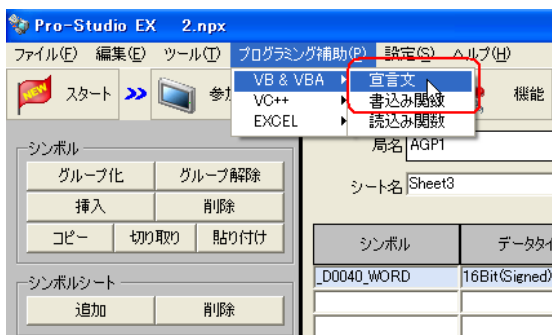 Pro-Studio EX 2.npx
ファイル(F) 編集(E) ツール(T) プログラミング補助(P) 設定(S) ヘルプ(H)
NEW スタート 機能
VB & VBA 宣言文
VC++ 書込み関数
EXCEL 読込み関数
シンボル
グループ化 グループ解除
挿入 削除
コピー 切り取り 貼り付け
シンボルシート
追加 削除
局名 AGP1
シート名 Sheet3
シンボル データタイ
_D0040_WORD 16Bit(Signed)